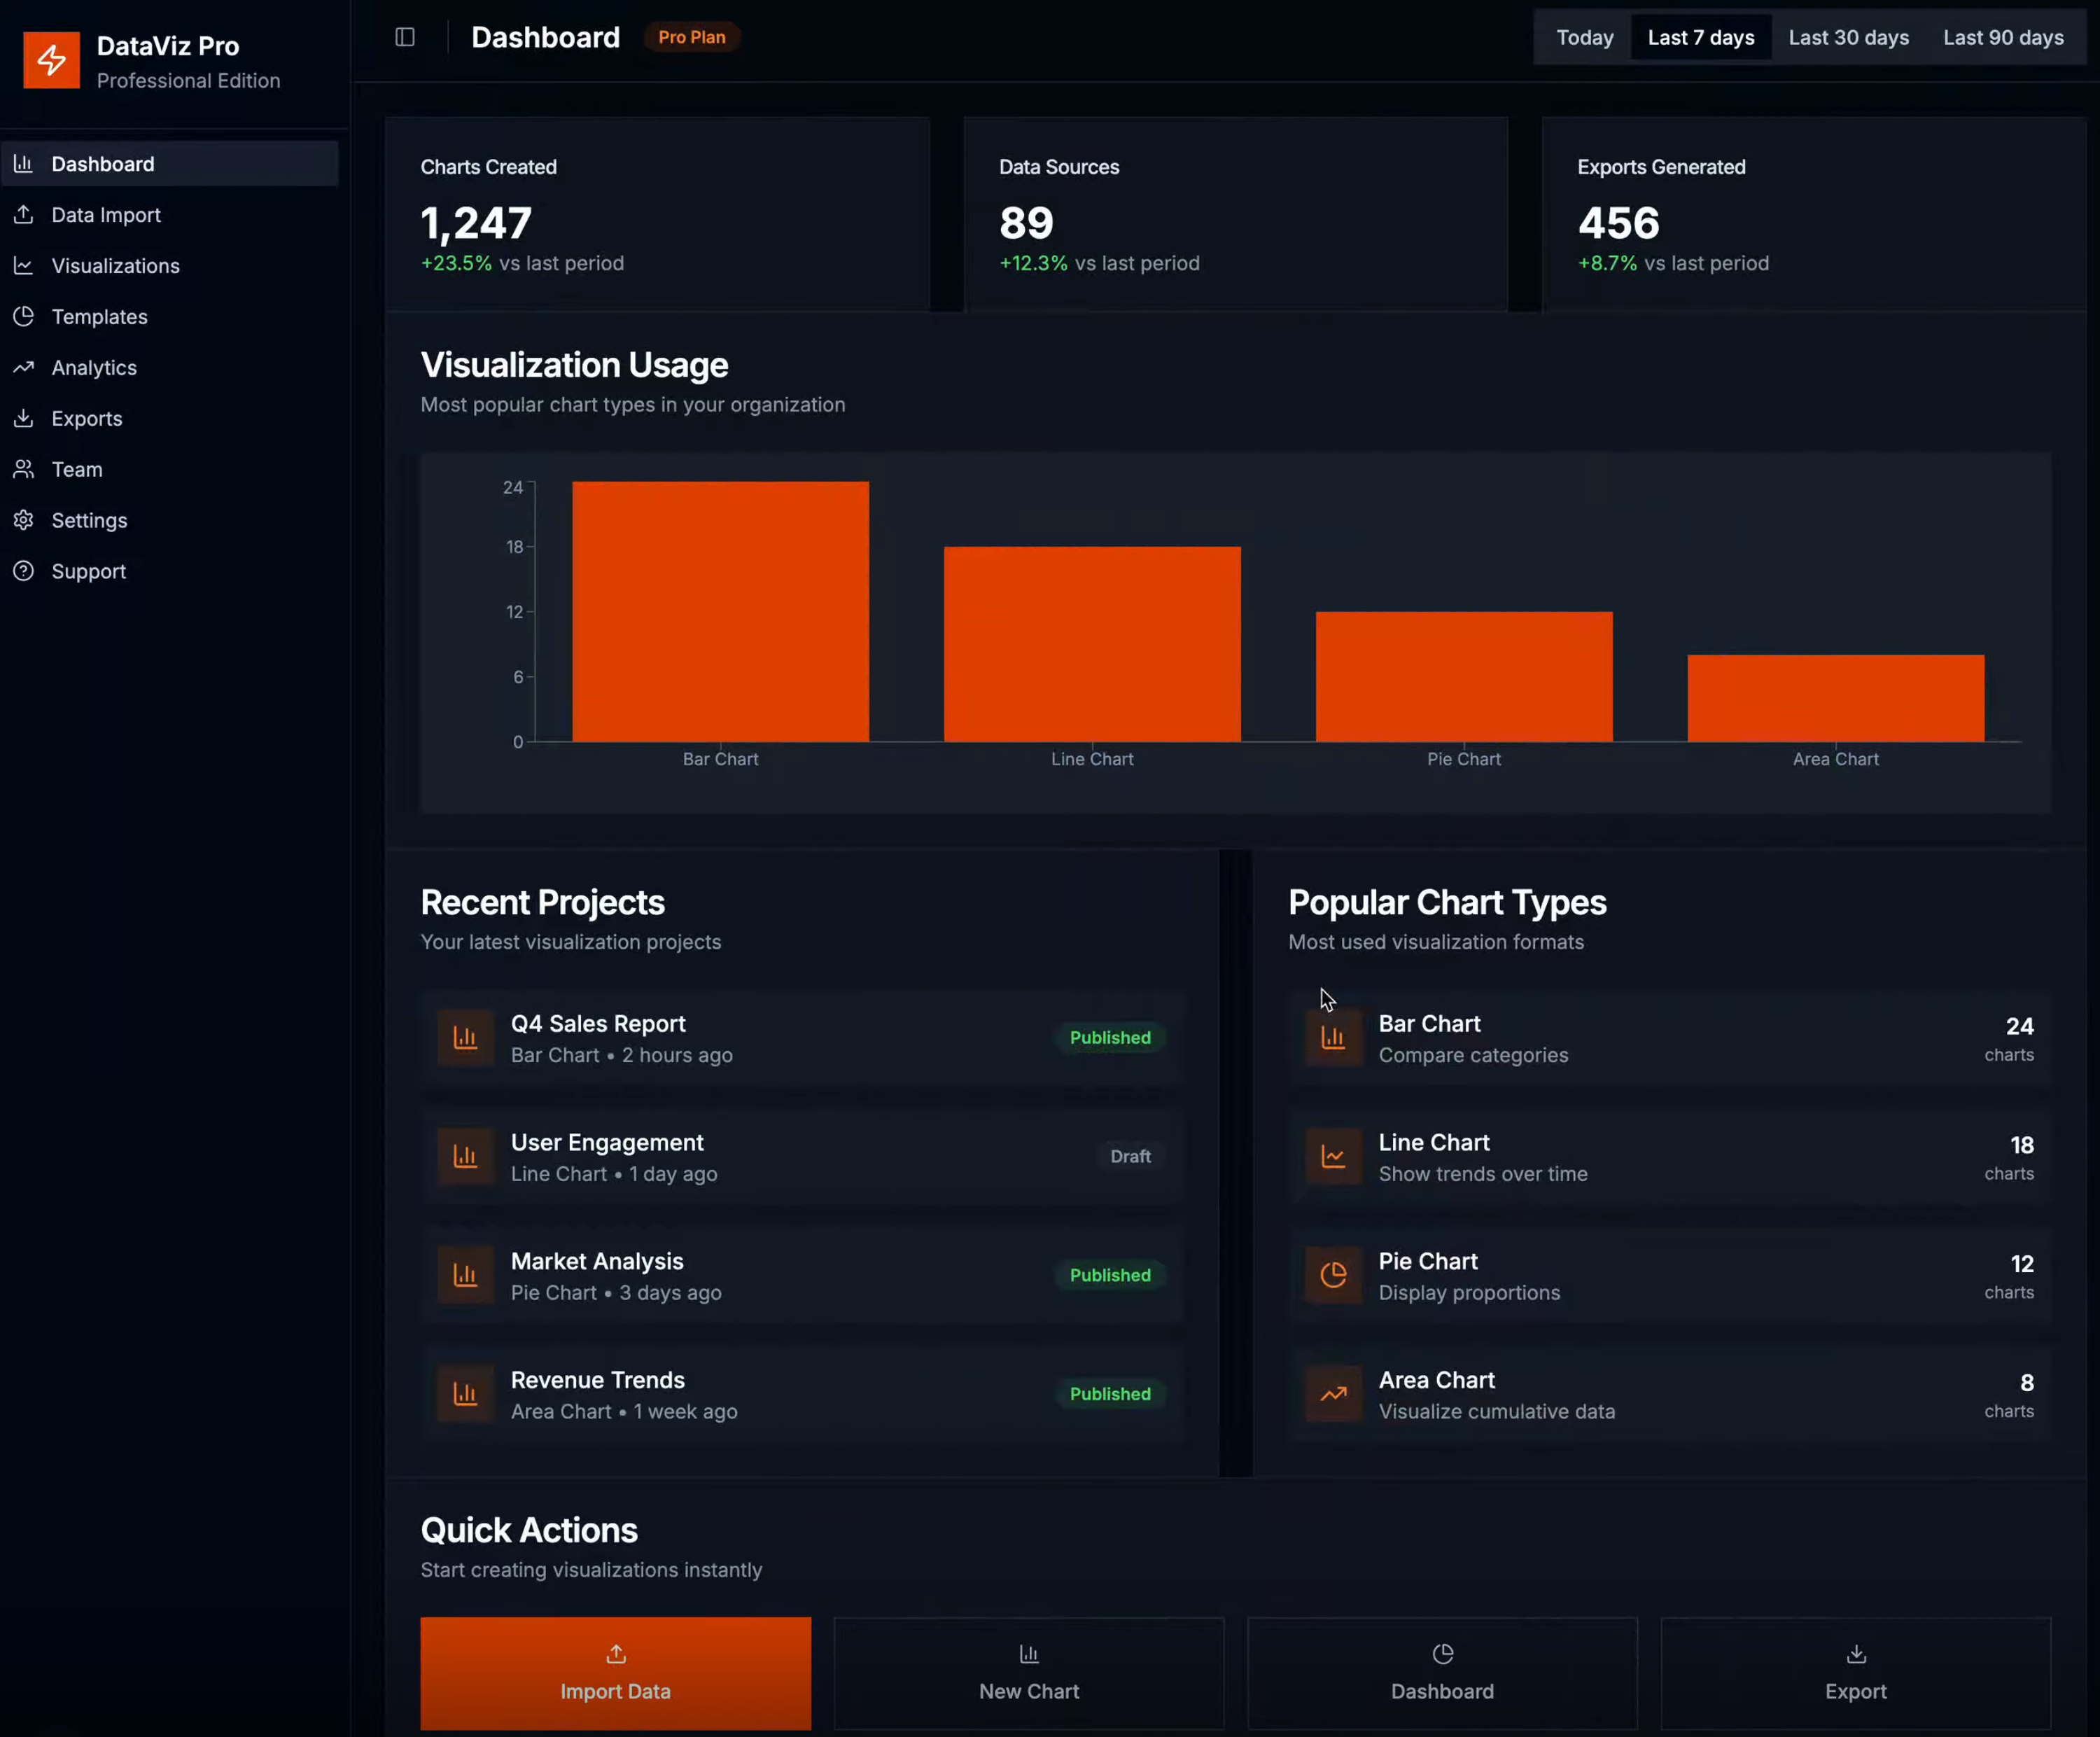 DataViz Pro
Professional Edition
Dashboard
Data Import
Visualizations
Templates
Analytics
Exports
Team
Settings
Support
Dashboard
Pro Plan
Today
Last 7 days
Last 30 days
Last 90 days
Charts Created
1,247
+23.5% vs last period
Data Sources
89
+12.3% vs last period
Exports Generated
456
+8.7% vs last period
Visualization Usage
Most popular chart types in your organization
24
18
12
6
0
Bar Chart
Line Chart
Pie Chart
Area Chart
Recent Projects
Your latest visualization projects
Q4 Sales Report
Bar Chart • 2 hours ago
Published
User Engagement
Line Chart • 1 day ago
Draft
Market Analysis
Pie Chart • 3 days ago
Published
Revenue Trends
Area Chart • 1 week ago
Published
Popular Chart Types
Most used visualization formats
Bar Chart
Compare categories
24
charts
Line Chart
Show trends over time
18
charts
Pie Chart
Display proportions
12
charts
Area Chart
Visualize cumulative data
8
charts
Quick Actions
Start creating visualizations instantly
Import Data
New Chart
Dashboard
Export